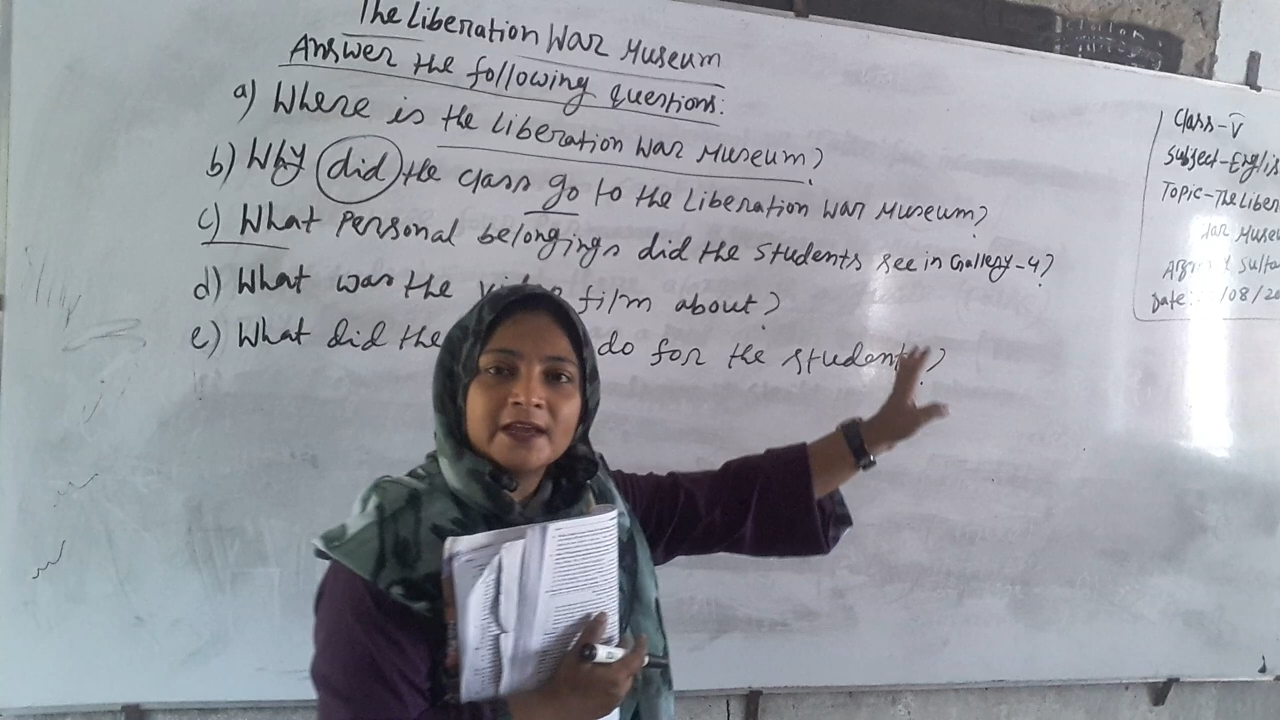 The Liberation War Museum
Answer the following questions:
a) Where is the Liberation War Museum?
b) Why did the class go to the Liberation War Museum?
c) What personal belongings did the students see in Gallery-4?
d) What was the film about?
e) What did the do for the students?
Class-V
Subject-Englis
Topic-The Liber
War Museu
Sulta
Date: /08/20